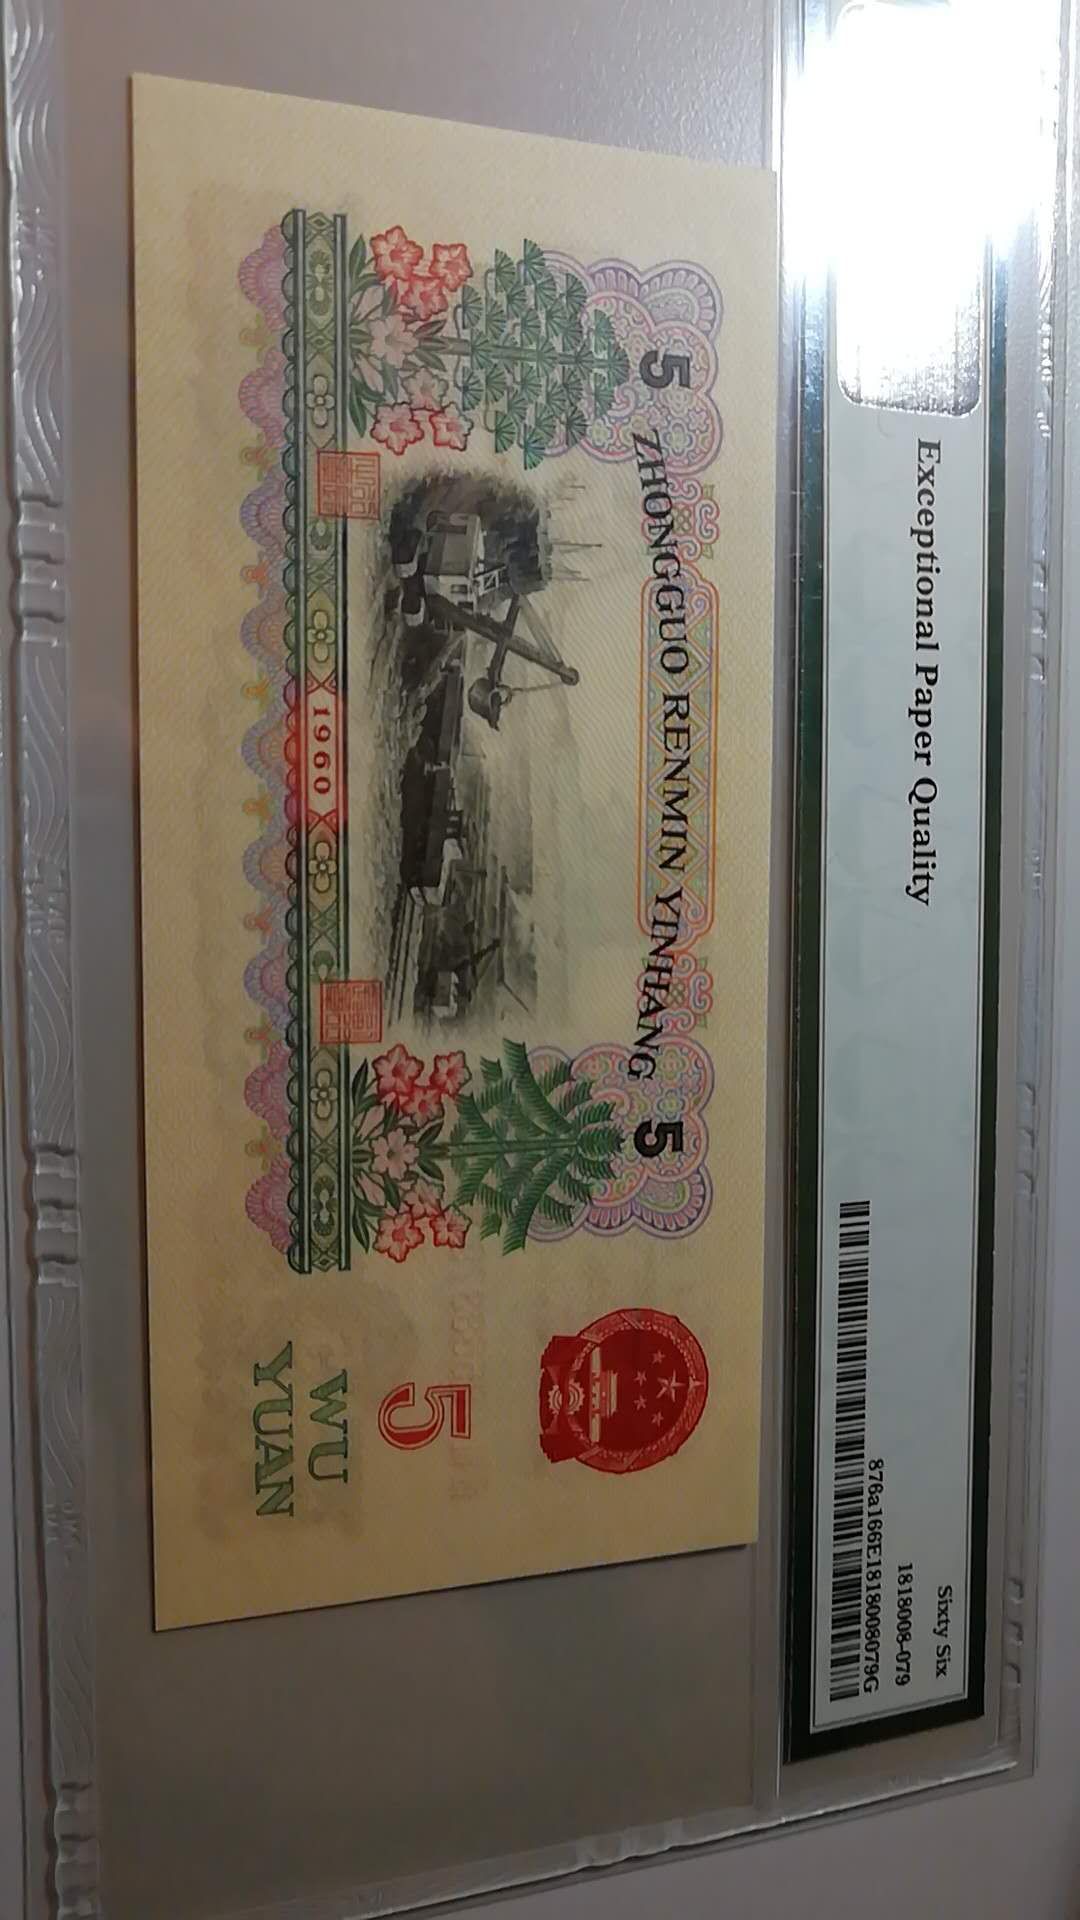 Exceptional Paper Quality
Sixty Six
1818008-079
876a166E1818008079G
5 ZHONGGUO RENMIN YINHANG 5
5
WU
YUAN
1960